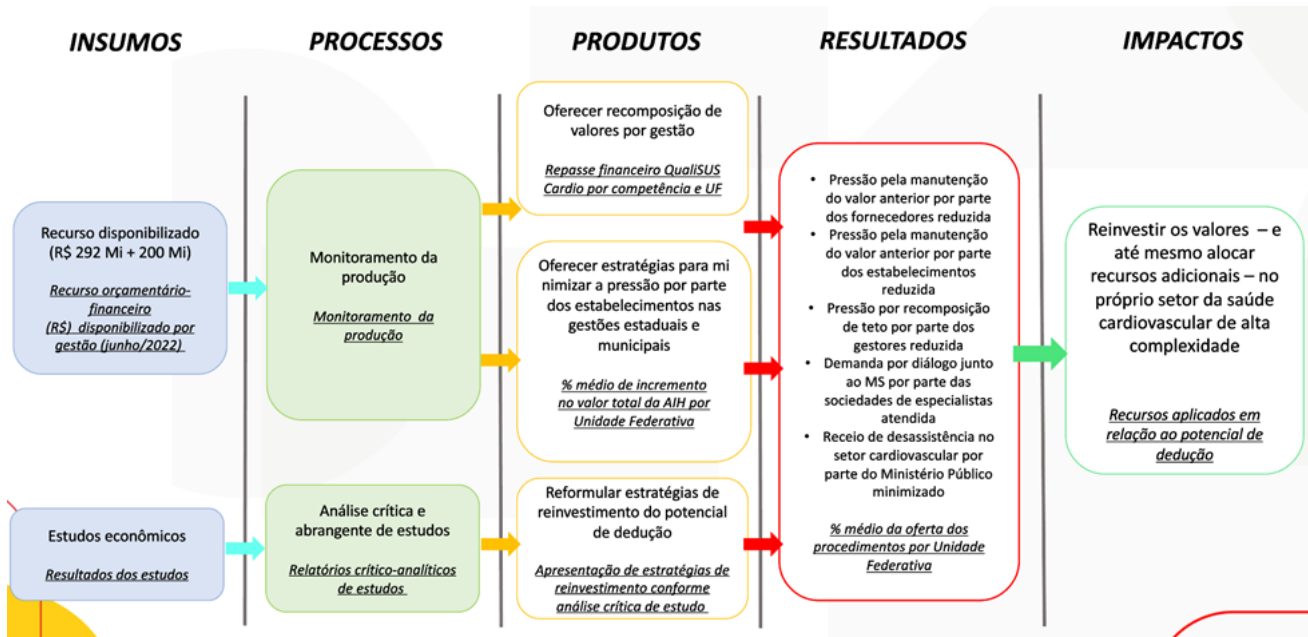 INSUMOS
PROCESSOS
PRODUTOS
RESULTADOS
IMPACTOS
Recurso disponibilizado
(R$ 292 Mi + 200 Mi)
Recurso orçamentário-
financeiro
(R$) disponibilizado por
gestão (junho/2022)
Estudos econômicos
Resultados dos estudos
Monitoramento da
produção
Monitoramento da
produção
Análise crítica e
abrangente de estudos
Relatórios crítico-analíticos
de estudos
Oferecer recomposição de
valores por gestão
Repasse financeiro QualiSUS
Cardio por competência e UF
Oferecer estratégias para mi
nimizar a pressão por parte
dos estabelecimentos nas
gestões estaduais e
municipais
% médio de incremento
no valor total da AIH por
Unidade Federativa
Reformular estratégias de
reinvestimento do potencial
de dedução
Apresentação de estratégias de
reinvestimento conforme
análise crítica de estudo
• Pressão pela manutenção
do valor anterior por parte
dos fornecedores reduzida
• Pressão pela manutenção
do valor anterior por parte
dos estabelecimentos
reduzida
• Pressão por recomposição
de teto por parte dos
gestores reduzida
• Demanda por diálogo junto
ao MS por parte das
sociedades de especialistas
atendida
• Receio de desassistência no
setor cardiovascular por
parte do Ministério Público
minimizado
% médio da oferta dos
procedimentos por Unidade
Federativa
Reinvestir os valores – e
até mesmo alocar
recursos adicionais – no
próprio setor da saúde
cardiovascular de alta
complexidade
Recursos aplicados em
relação ao potencial de
dedução